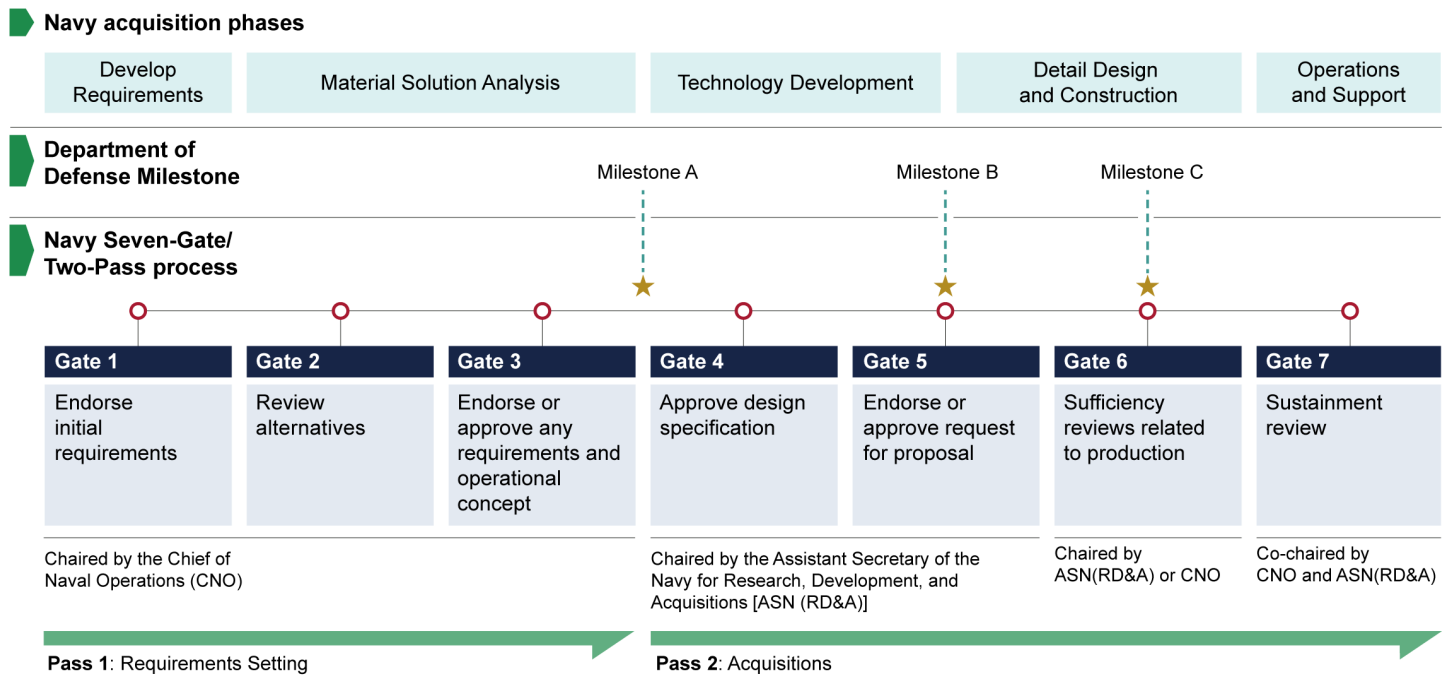 Navy acquisition phases
Develop
Requirements
Material Solution Analysis
Technology Development
Detail Design
and Construction
Operations
and Support
Department of
Defense Milestone
Milestone A
Milestone B
Milestone C
Navy Seven-Gate/
Two-Pass process
Gate 1
Endorse
initial
requirements
Gate 2
Review
alternatives
Gate 3
Endorse or
approve any
requirements and
operational
concept
Gate 4
Approve design
specification
Gate 5
Endorse or
approve request
for proposal
Gate 6
Sufficiency
reviews related
to production
Gate 7
Sustainment
review
Chaired by the Chief of
Naval Operations (CNO)
Chaired by the Assistant Secretary of the
Navy for Research, Development, and
Acquisitions [ASN (RD&A)]
Chaired by
ASN(RD&A) or CNO
Co-chaired by
CNO and ASN(RD&A)
Pass 1: Requirements Setting
Pass 2: Acquisitions